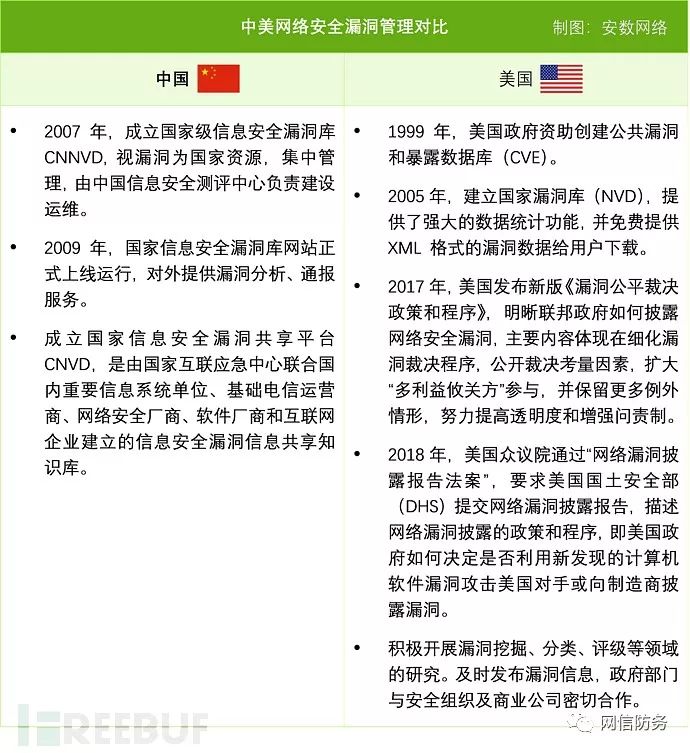 中美网络安全漏洞管理对比
制图：安数网络
中国
美国
• 2007 年，成立国家级信息安全漏洞库
CNNVD，视漏洞为国家资源，集中管
理，由中国信息安全测评中心负责建设
运维。
• 2009 年，国家信息安全漏洞库网站正
式上线运行，对外提供漏洞分析、通报
服务。
• 成立国家信息安全漏洞共享平台
CNVD，是由国家互联应急中心联合国
内重要信息系统单位、基础电信运营
商、网络安全厂商、软件厂商和互联网
企业建立的信息安全漏洞信息共享知
识库。
• 1999 年，美国政府资助创建公共漏洞
和暴露数据库（CVE）。
• 2005 年，建立国家漏洞库（NVD），提
供了强大的数据统计功能，并免费提供
XML 格式的漏洞数据给用户下载。
• 2017 年，美国发布新版《漏洞公平裁决
政策和程序》，明晰联邦政府如何披露
网络安全漏洞，主要内容体现在细化漏
洞裁决程序，公开裁决考量因素，扩大
“多利益攸关方”参与，并保留更多例外
情形，努力提高透明度和增强问责制。
• 2018 年，美国众议院通过“网络漏洞披
露报告法案”，要求美国国土安全部
（DHS）提交网络漏洞披露报告，描述
网络漏洞披露的政策和程序，即美国政
府如何决定是否利用新发现的计算机
软件漏洞攻击美国对手或向制造商披
露漏洞。
• 积极开展漏洞挖掘、分类、评级等领域
的研究。及时发布漏洞信息，政府部门
与安全组织及商业公司密切合作。
FREEBUF
网信防务